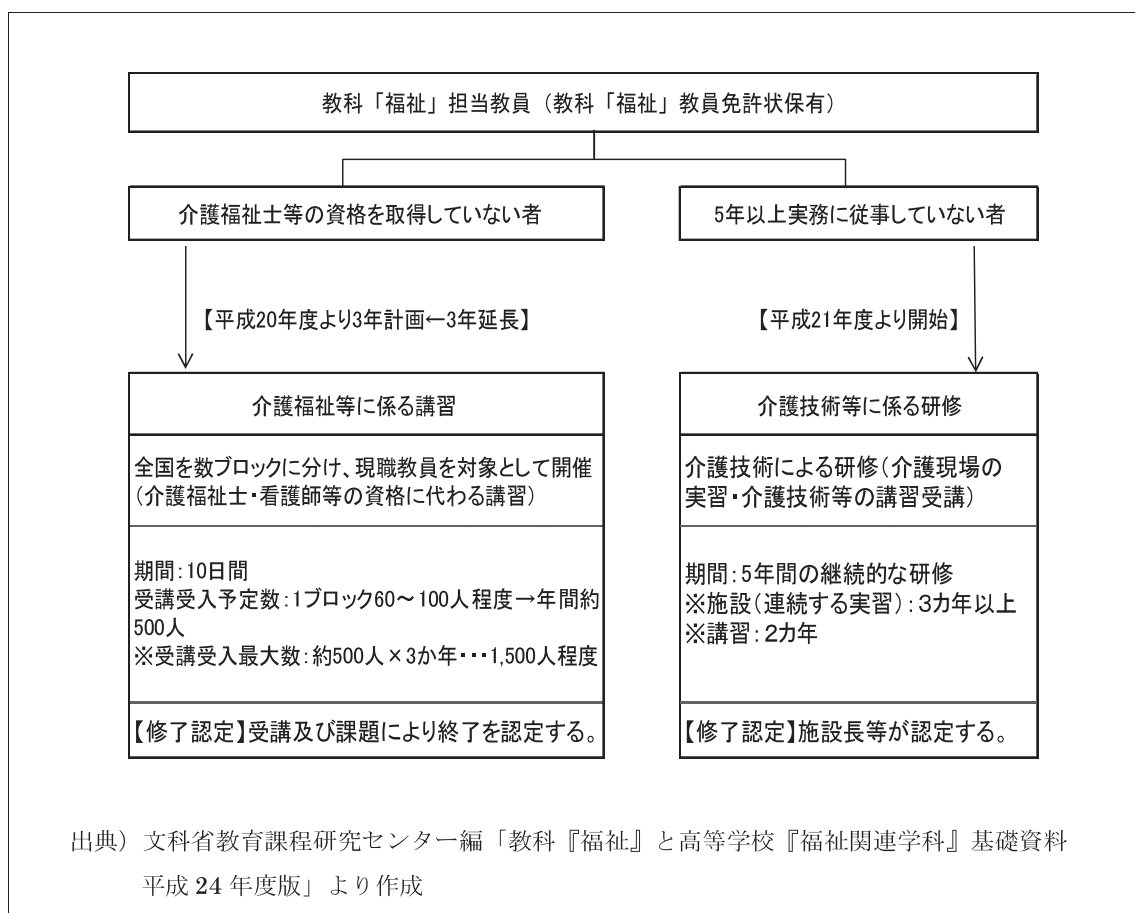 教科「福祉」担当教員（教科「福祉」教員免許状保有）
介護福祉士等の資格を取得していない者
5年以上実務に従事していない者
【平成20年度より3年計画←3年延長】
【平成21年度より開始】
介護福祉等に係る講習
全国を数ブロックに分け、現職教員を対象として開催
（介護福祉士・看護師等の資格に代わる講習）
期間：10日間
受講受入予定数：1ブロック60～100人程度→年間約
500人
※受講受入最大数：約500人×3か年・・・1,500人程度
【修了認定】受講及び課題により終了を認定する。
介護技術等に係る研修
介護技術による研修（介護現場の
実習・介護技術等の講習受講）
期間：5年間の継続的な研修
※施設（連続する実習）：3カ年以上
※講習：2カ年
【修了認定】施設長等が認定する。
出典）文科省教育課程研究センター編「教科『福祉』と高等学校『福祉関連学科』基礎資料
平成 24 年度版」より作成